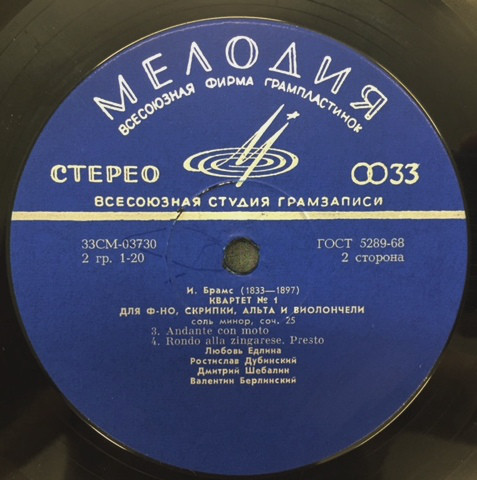 МЕЛОДИЯ
ВСЕСОЮЗНАЯ ФИРМА ГРАМПЛАСТИНОК
СТЕРЕО
33
ВСЕСОЮЗНАЯ СТУДИЯ ГРАМЗАПИСИ
33СМ-03730
ГОСТ 5289-68
2 гр. 1-20
2 сторона
И. Брамс (1833—1897)
КВАРТЕТ № 1
ДЛЯ Ф-НО, СКРИПКИ, АЛЬТА И ВИОЛОНЧЕЛИ
соль минор, соч. 25
3. Andante con moto
4. Rondo alla zingarese. Presto
Любовь Едлина
Ростислав Дубинский
Дмитрий Шебалин
Валентин Берлинский